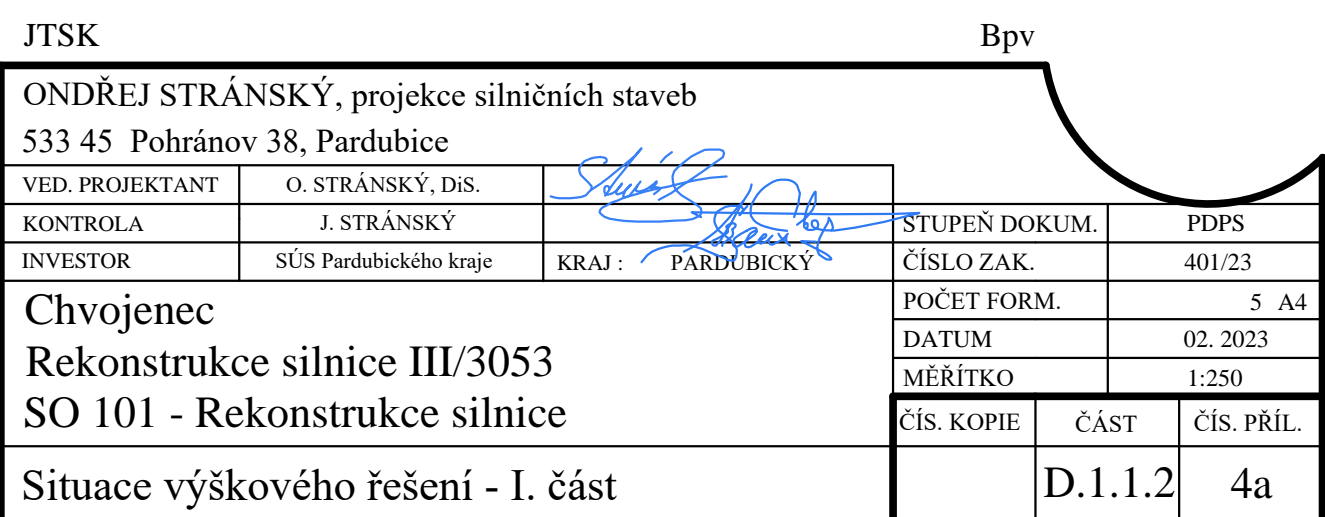 JTSK Bpv
ONDŘEJ STRÁNSKÝ, projekce silničních staveb
533 45 Pohránov 38, Pardubice
VED. PROJEKTANT O. STRÁNSKÝ, DiS.
KONTROLA J. STRÁNSKÝ STUPEŇ DOKUM. PDPS
INVESTOR SÚS Pardubického kraje KRAJ : PARDUBICKÝ ČÍSLO ZAK. 401/23
Chvojenec POČET FORM. 5 A4
DATUM 02. 2023
Rekonstrukce silnice III/3053 MĚŘÍTKO 1:250
SO 101 - Rekonstrukce silnice ČÍS. KOPIE ČÁST ČÍS. PŘÍL.
Situace výškového řešení - I. část D.1.1.2 4a